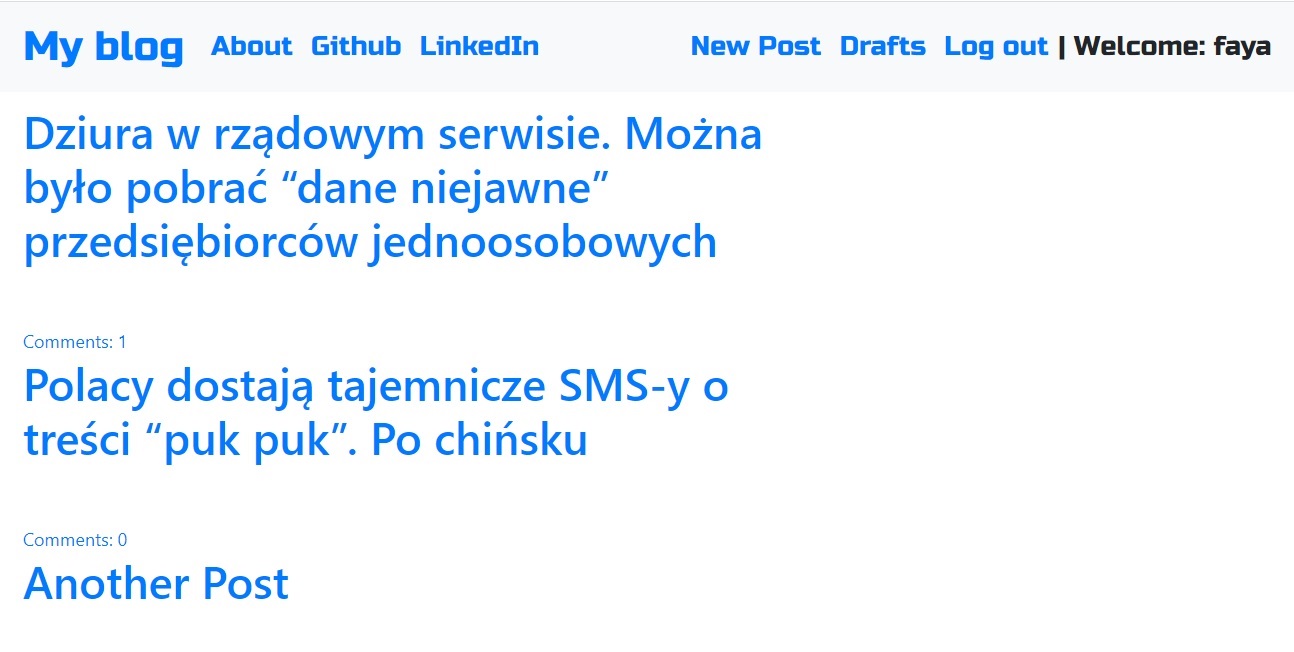 My blog About Github LinkedIn New Post Drafts Log out | Welcome: faya
Dziura w rządowym serwisie. Można
było pobrać “dane niejawne”
przedsiębiorców jednoosobowych
Comments: 1
Polacy dostają tajemnicze SMS-y o
treści “puk puk”. Po chińsku
Comments: 0
Another Post